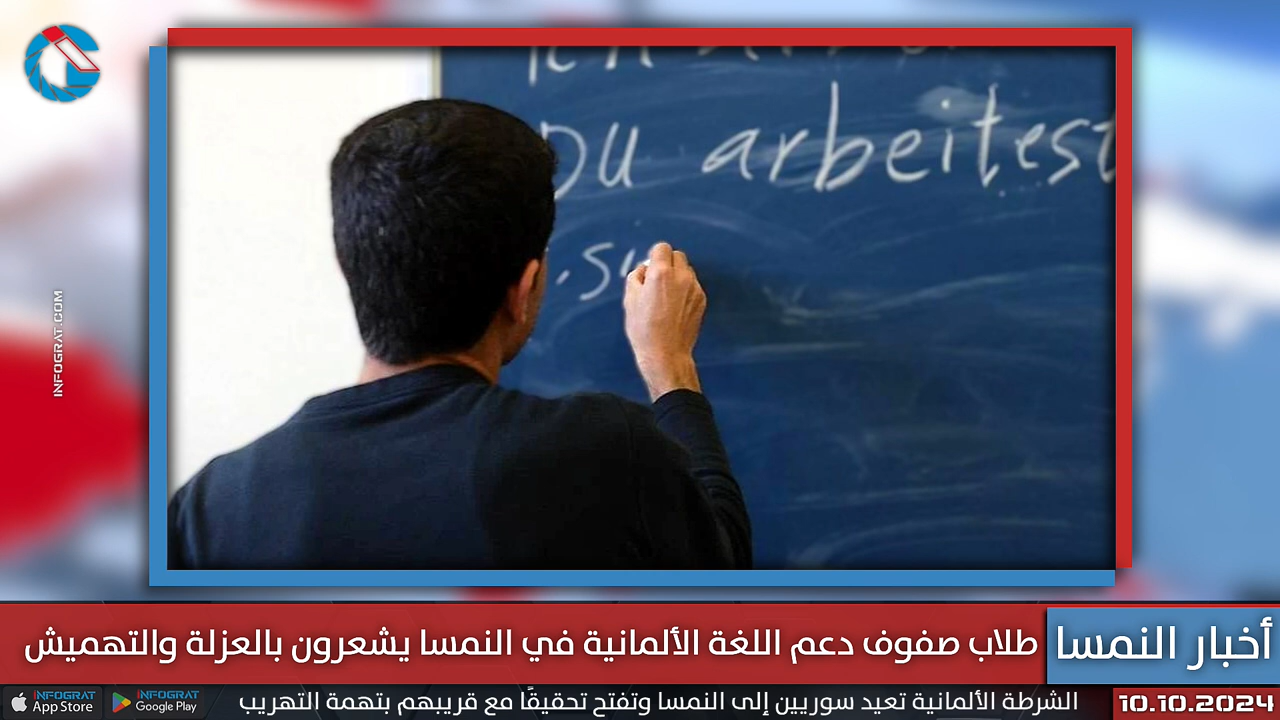 Du arbeitest
INFOGRAT.COM
أخبار النمسا
طلاب صفوف دعم اللغة الألمانية في النمسا يشعرون بالعزلة والتهميش
10.10.2024
الشرطة الألمانية تعيد سوريين إلى النمسا وتفتح تحقيقًا مع قريبهم بتهمة التهريب
INFOGRAT
Google Play
INFOGRAT
App Store